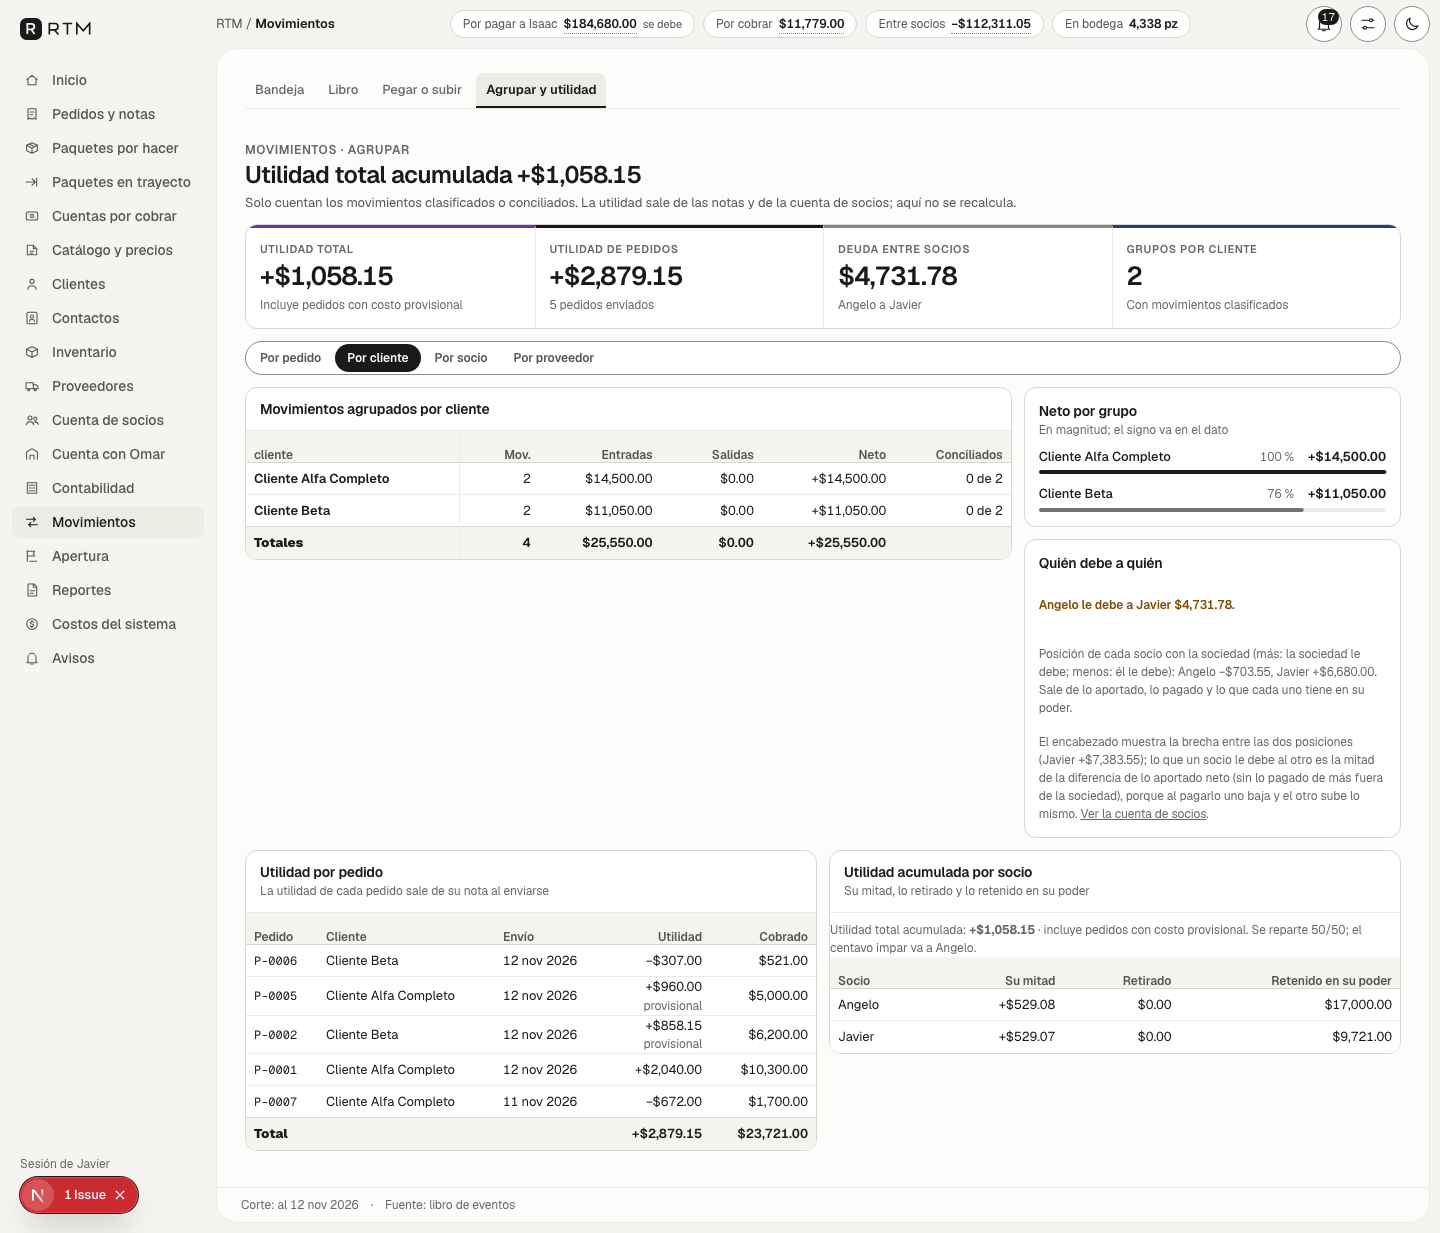 R RTM
RTM / Movimientos
Por pagar a Isaac $184,680.00 se debe
Por cobrar $11,779.00
Entre socios −$112,311.05
En bodega 4,338 pz
17
Inicio
Pedidos y notas
Paquetes por hacer
Paquetes en trayecto
Cuentas por cobrar
Catálogo y precios
Clientes
Contactos
Inventario
Proveedores
Cuenta de socios
Cuenta con Omar
Contabilidad
Movimientos
Apertura
Reportes
Costos del sistema
Avisos
Sesión de Javier
N 1 Issue
Bandeja Libro Pegar o subir Agrupar y utilidad
MOVIMIENTOS · AGRUPAR
Utilidad total acumulada +$1,058.15
Solo cuentan los movimientos clasificados o conciliados. La utilidad sale de las notas y de la cuenta de socios; aquí no se recalcula.
UTILIDAD TOTAL
+$1,058.15
Incluye pedidos con costo provisional
UTILIDAD DE PEDIDOS
+$2,879.15
5 pedidos enviados
DEUDA ENTRE SOCIOS
$4,731.78
Angelo a Javier
GRUPOS POR CLIENTE
2
Con movimientos clasificados
Por pedido Por cliente Por socio Por proveedor
Movimientos agrupados por cliente
cliente Mov. Entradas Salidas Neto Conciliados
Cliente Alfa Completo 2 $14,500.00 $0.00 +$14,500.00 0 de 2
Cliente Beta 2 $11,050.00 $0.00 +$11,050.00 0 de 2
Totales 4 $25,550.00 $0.00 +$25,550.00
Neto por grupo
En magnitud; el signo va en el dato
Cliente Alfa Completo 100 % +$14,500.00
Cliente Beta 76 % +$11,050.00
Quién debe a quién
Angelo le debe a Javier $4,731.78.
Posición de cada socio con la sociedad (más: la sociedad le
debe; menos: él le debe): Angelo −$703.55, Javier +$6,680.00.
Sale de lo aportado, lo pagado y lo que cada uno tiene en su
poder.
El encabezado muestra la brecha entre las dos posiciones
(Javier +$7,383.55); lo que un socio le debe al otro es la mitad
de la diferencia de lo aportado neto (sin lo pagado de más fuera
de la sociedad), porque al pagarlo uno baja y el otro sube lo
mismo. Ver la cuenta de socios.
Utilidad por pedido
La utilidad de cada pedido sale de su nota al enviarse
Pedido Cliente Envío Utilidad Cobrado
P-0006 Cliente Beta 12 nov 2026 −$307.00 $521.00
P-0005 Cliente Alfa Completo 12 nov 2026 +$960.00 provisional $5,000.00
P-0002 Cliente Beta 12 nov 2026 +$858.15 provisional $6,200.00
P-0001 Cliente Alfa Completo 12 nov 2026 +$2,040.00 $10,300.00
P-0007 Cliente Alfa Completo 11 nov 2026 −$672.00 $1,700.00
Total +$2,879.15 $23,721.00
Utilidad acumulada por socio
Su mitad, lo retirado y lo retenido en su poder
Utilidad total acumulada: +$1,058.15 · incluye pedidos con costo provisional. Se reparte 50/50; el
centavo impar va a Angelo.
Socio Su mitad Retirado Retenido en su poder
Angelo +$529.08 $0.00 $17,000.00
Javier +$529.07 $0.00 $9,721.00
Corte: al 12 nov 2026 · Fuente: libro de eventos